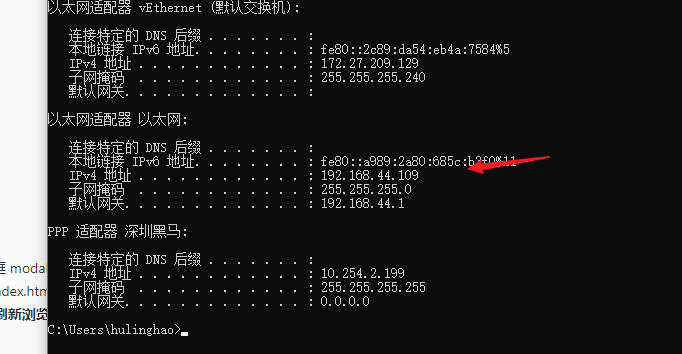 以太网适配器 vEthernet (默认交换机):
连接特定的 DNS 后缀 . . . . . . . :
本地链接 IPv6 地址. . . . . . . . : fe80::2c89:da54:eb4a:7584%5
IPv4 地址 . . . . . . . . . . . . : 172.27.209.129
子网掩码  . . . . . . . . . . . . : 255.255.255.240
默认网关. . . . . . . . . . . . . :
以太网适配器 以太网:
连接特定的 DNS 后缀 . . . . . . . :
本地链接 IPv6 地址. . . . . . . . : fe80::a989:2a80:685c:b3f0%11
IPv4 地址 . . . . . . . . . . . . : 192.168.44.109
子网掩码  . . . . . . . . . . . . : 255.255.255.0
默认网关. . . . . . . . . . . . . : 192.168.44.1
PPP 适配器 深圳黑马:
连接特定的 DNS 后缀 . . . . . . . :
IPv4 地址 . . . . . . . . . . . . : 10.254.2.199
子网掩码  . . . . . . . . . . . . : 255.255.255.255
默认网关. . . . . . . . . . . . . : 0.0.0.0
C:\Users\hulinghao>
框 modal
ndex.htm
刷新浏览